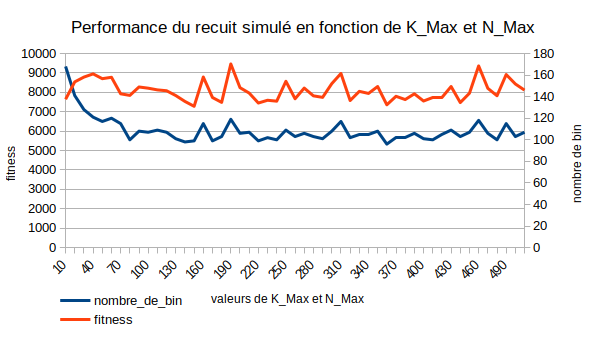 Performance du recuit simulé en fonction de K_Max et N_Max
10000 180
9000 160
8000 140
7000 120
6000 100
5000 80
4000 60
3000 40
2000 20
1000 0
0
fitness
nombre de bin
10 40 70 100 130 160 190 220 250 280 310 340 370 400 430 460 490
valeurs de K_Max et N_Max
nombre_de_bin
fitness